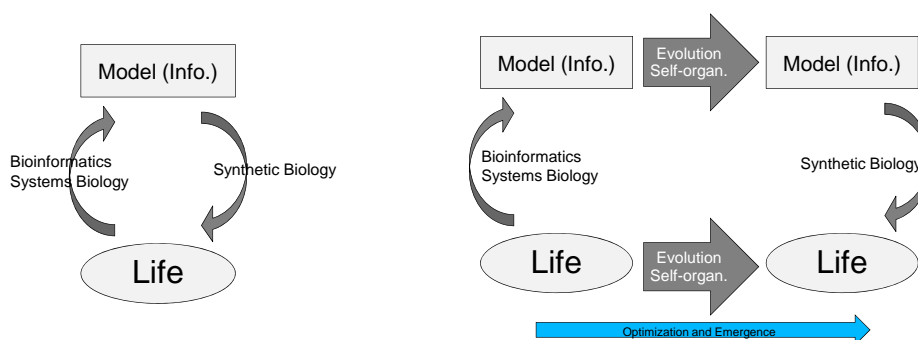 Model (Info.)
Bioinformatics
Systems Biology
Synthetic Biology
Life
Model (Info.)
Evolution
Self-organ.
Model (Info.)
Bioinformatics
Systems Biology
Synthetic Biology
Life
Evolution
Self-organ.
Life
Optimization and Emergence